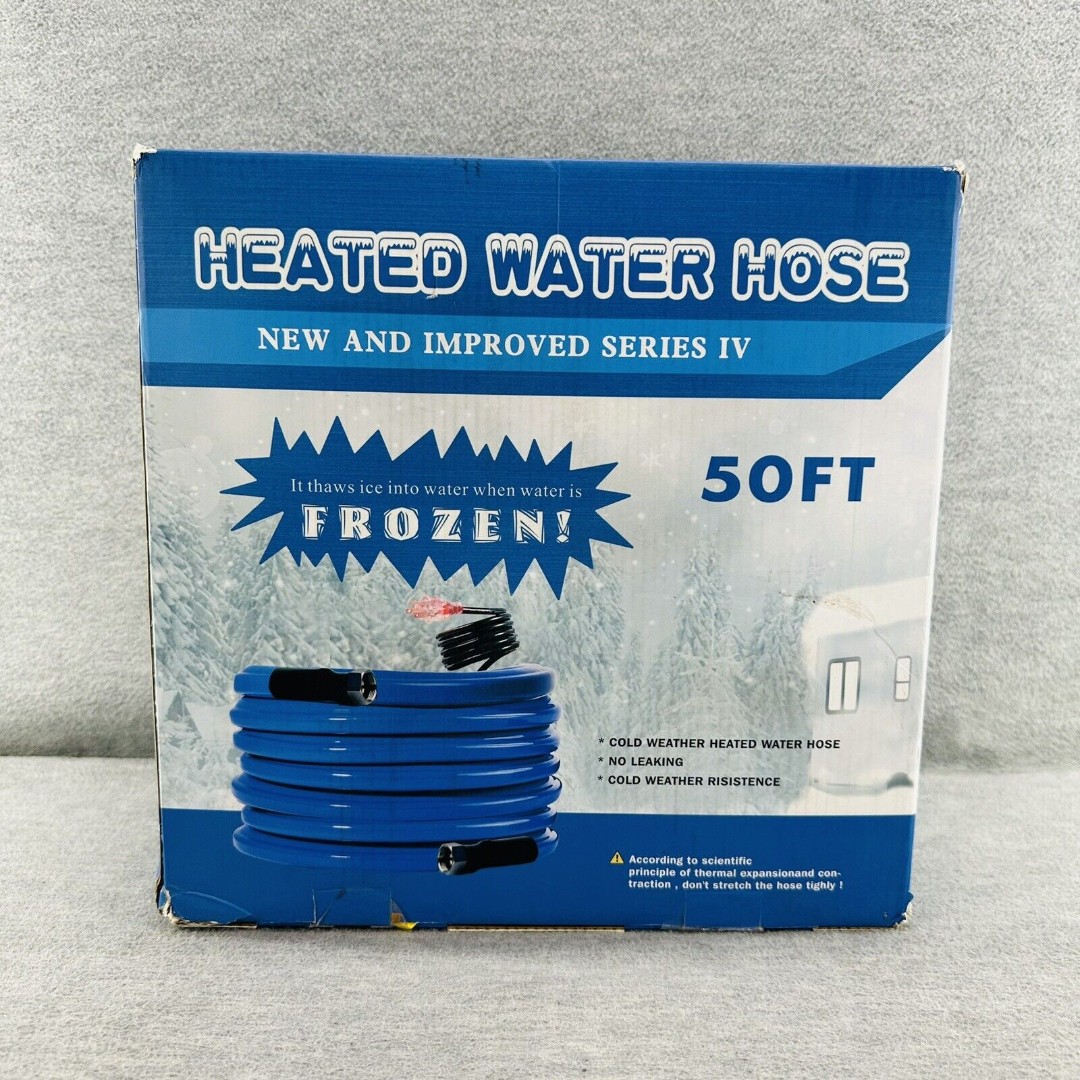 HEATED WATER HOSE
NEW AND IMPROVED SERIES IV
It thaws ice into water when water is
FROZEN!
50FT
* COLD WEATHER HEATED WATER HOSE
* NO LEAKING
* COLD WEATHER RISISTENCE
According to scientific
principle of thermal expansionand con-
traction , don't stretch the hose tighly !